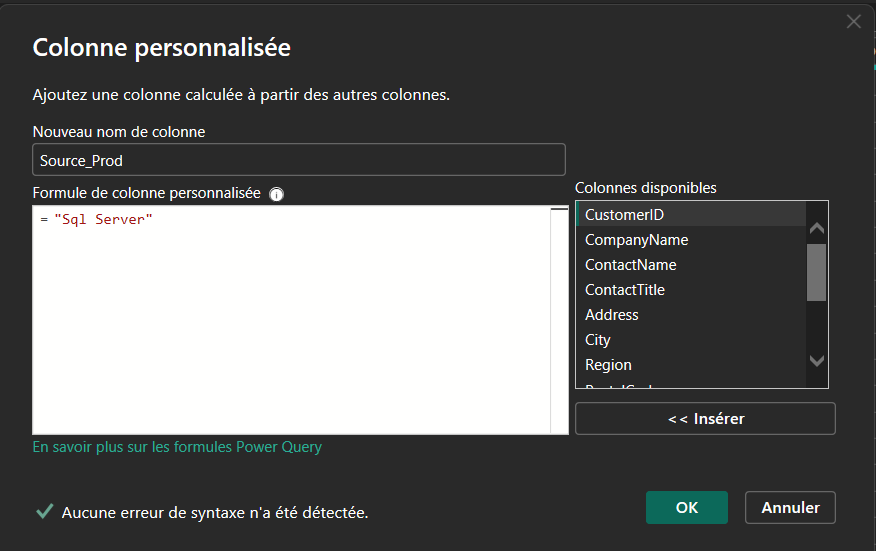 Colonne personnalisée
Ajoutez une colonne calculée à partir des autres colonnes.
Nouveau nom de colonne
Source_Prod
Formule de colonne personnalisée
= "Sql Server"
Colonnes disponibles
CustomerID
CompanyName
ContactName
ContactTitle
Address
City
Region
<< Insérer
En savoir plus sur les formules Power Query
Aucune erreur de syntaxe n'a été détectée.
OK
Annuler